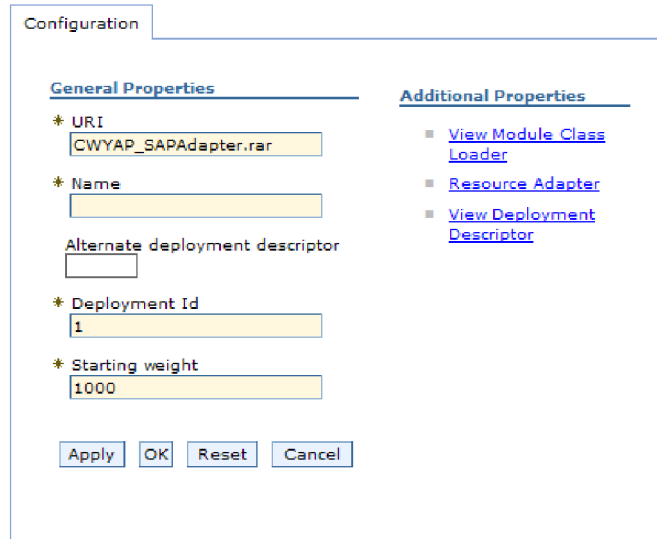 Configuration
General Properties
* URI
CWYAP_SAPAdapter.rar
* Name
Alternate deployment descriptor
* Deployment Id
1
* Starting weight
1000
Apply OK Reset Cancel
Additional Properties
View Module Class
Loader
Resource Adapter
View Deployment
Descriptor